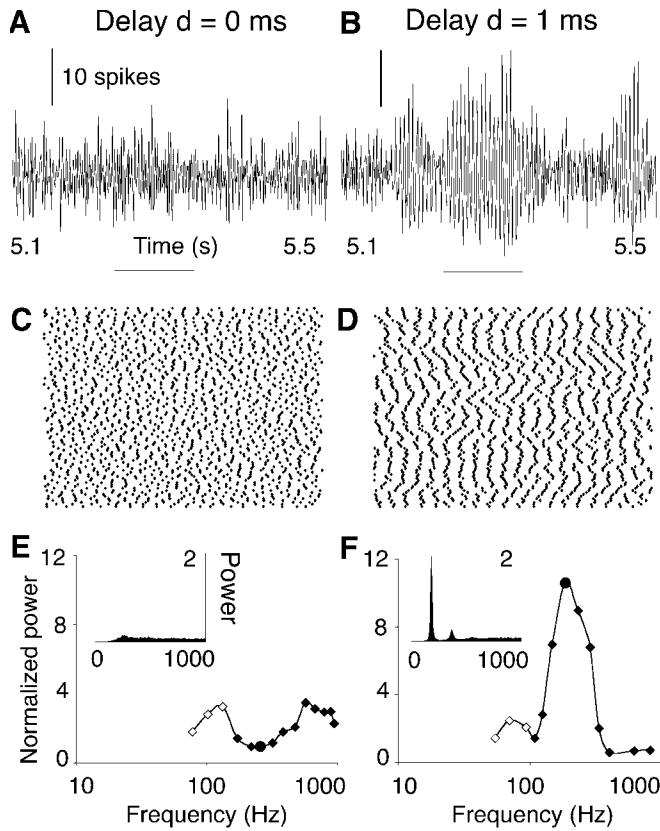 A Delay d = 0 ms
B Delay d = 1 ms
10 spikes
5.1 Time (s) 5.5
5.1 5.5
C
D
E
12
8
4
0
Normalized power
2
Power
0 1000
10 100 1000
Frequency (Hz)
F
12
8
4
0
2
0 1000
10 100 1000
Frequency (Hz)